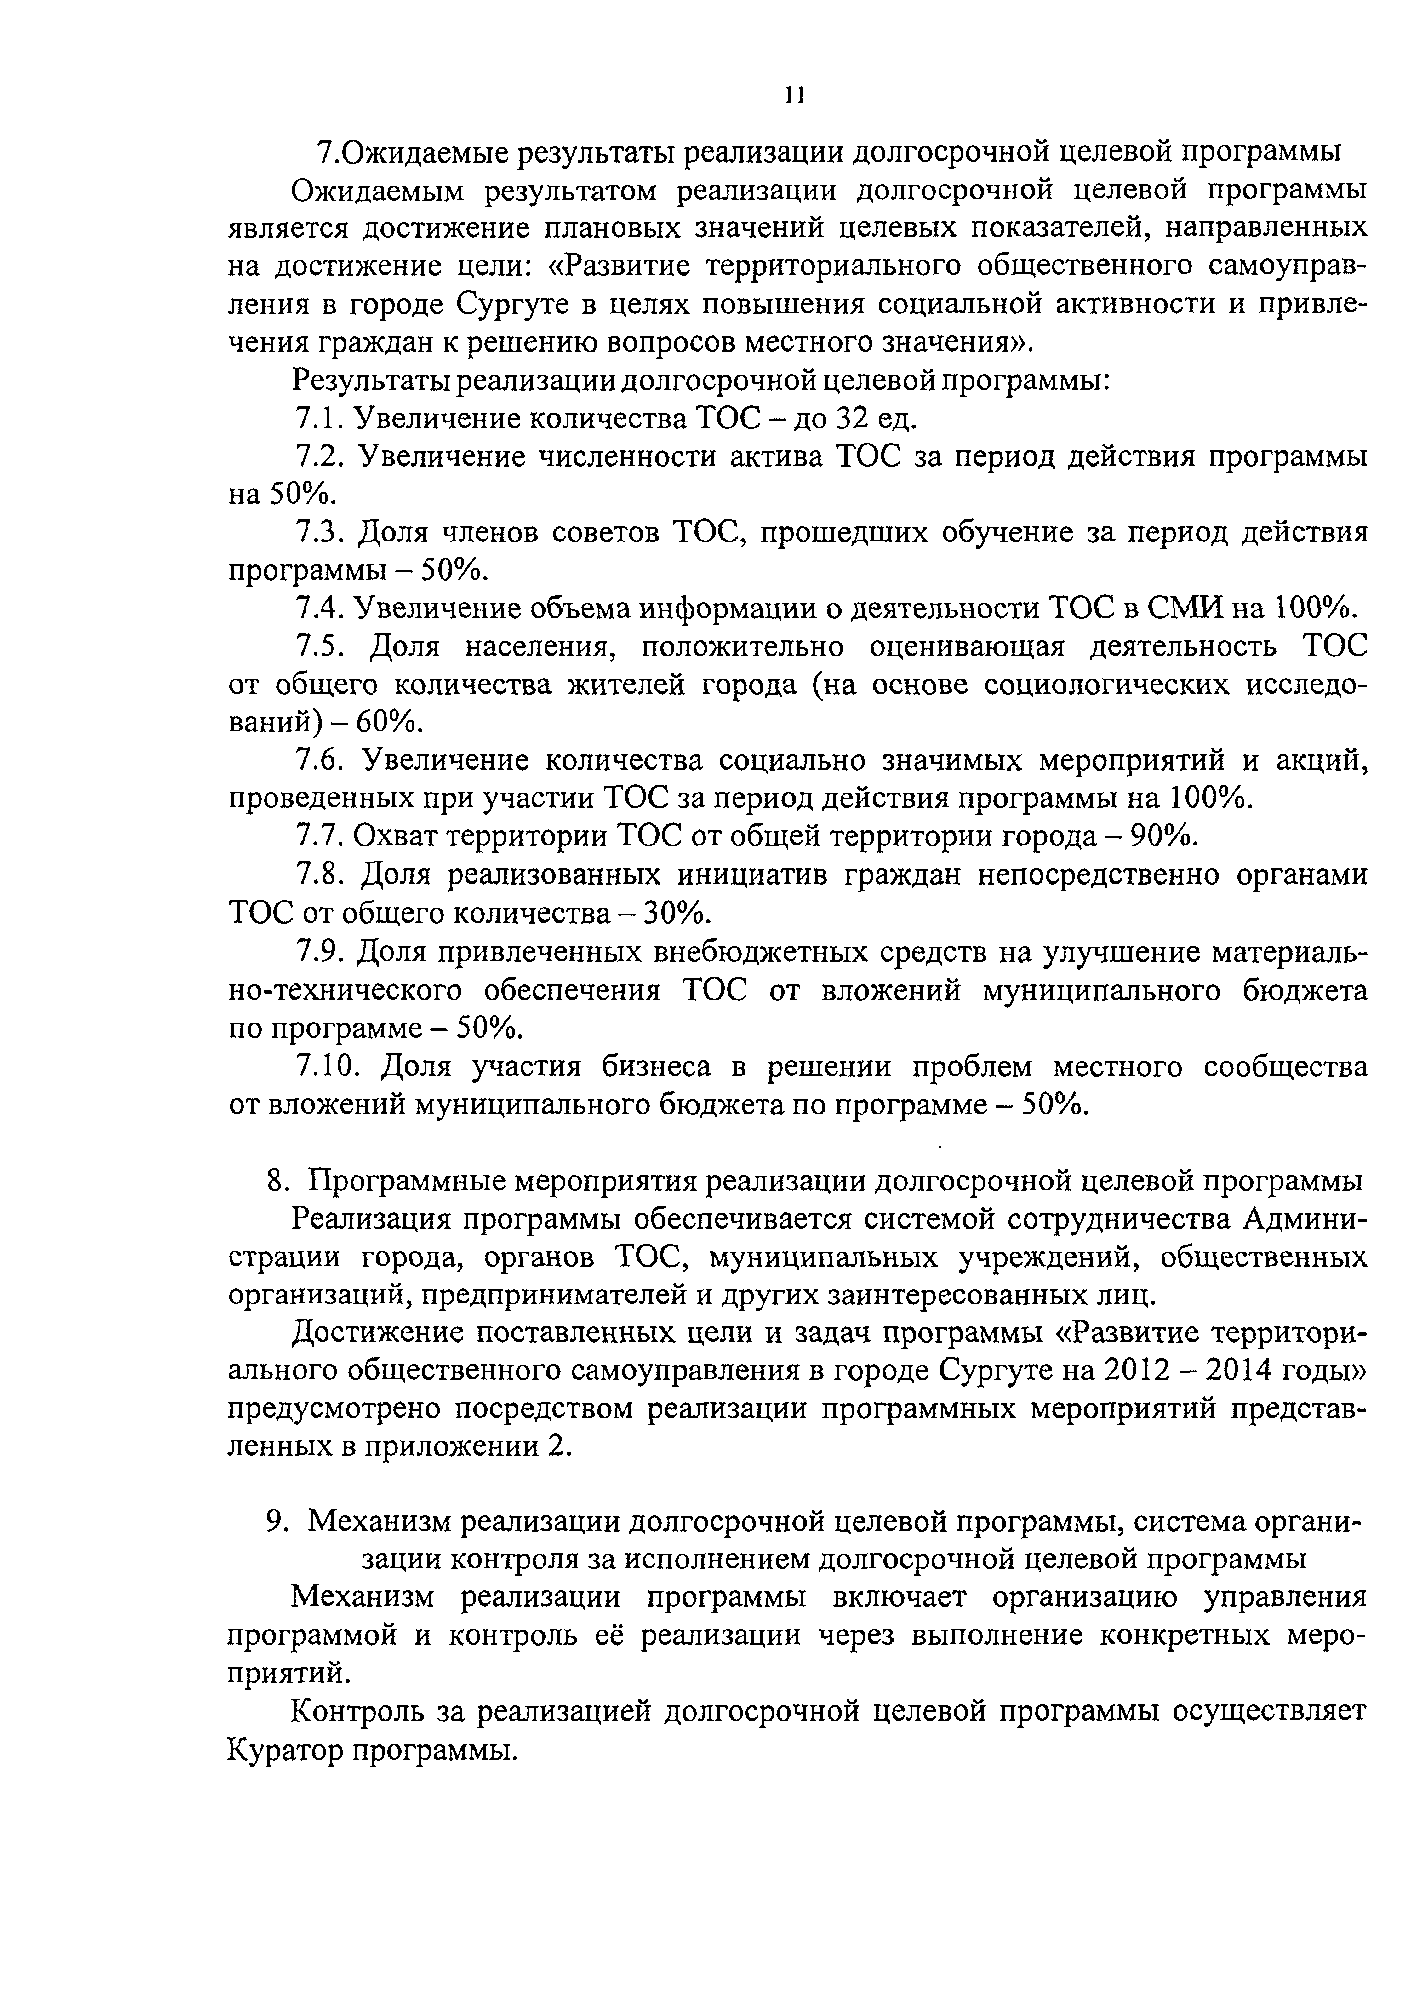 11
7.Ожидаемые результаты реализации долгосрочной целевой программы
Ожидаемым результатом реализации долгосрочной целевой программы
является достижение плановых значений целевых показателей, направленных
на достижение цели: «Развитие территориального общественного самоуправ-
ления в городе Сургуте в целях повышения социальной активности и привле-
чения граждан к решению вопросов местного значения».
Результаты реализации долгосрочной целевой программы:
7.1. Увеличение количества ТОС – до 32 ед.
7.2. Увеличение численности актива ТОС за период действия программы
на 50%.
7.3. Доля членов советов ТОС, прошедших обучение за период действия
программы – 50%.
7.4. Увеличение объема информации о деятельности ТОС в СМИ на 100%.
7.5. Доля населения, положительно оценивающая деятельность ТОС
от общего количества жителей города (на основе социологических исследо-
ваний) – 60%.
7.6. Увеличение количества социально значимых мероприятий и акций,
проведенных при участии ТОС за период действия программы на 100%.
7.7. Охват территории ТОС от общей территории города – 90%.
7.8. Доля реализованных инициатив граждан непосредственно органами
ТОС от общего количества – 30%.
7.9. Доля привлеченных внебюджетных средств на улучшение материаль-
но-технического обеспечения ТОС от вложений муниципального бюджета
по программе – 50%.
7.10. Доля участия бизнеса в решении проблем местного сообщества
от вложений муниципального бюджета по программе – 50%.
8. Программные мероприятия реализации долгосрочной целевой программы
Реализация программы обеспечивается системой сотрудничества Админи-
страции города, органов ТОС, муниципальных учреждений, общественных
организаций, предпринимателей и других заинтересованных лиц.
Достижение поставленных цели и задач программы «Развитие территори-
ального общественного самоуправления в городе Сургуте на 2012 – 2014 годы»
предусмотрено посредством реализации программных мероприятий представ-
ленных в приложении 2.
9. Механизм реализации долгосрочной целевой программы, система органи-
зации контроля за исполнением долгосрочной целевой программы
Механизм реализации программы включает организацию управления
программой и контроль её реализации через выполнение конкретных меро-
приятий.
Контроль за реализацией долгосрочной целевой программы осуществляет
Куратор программы.